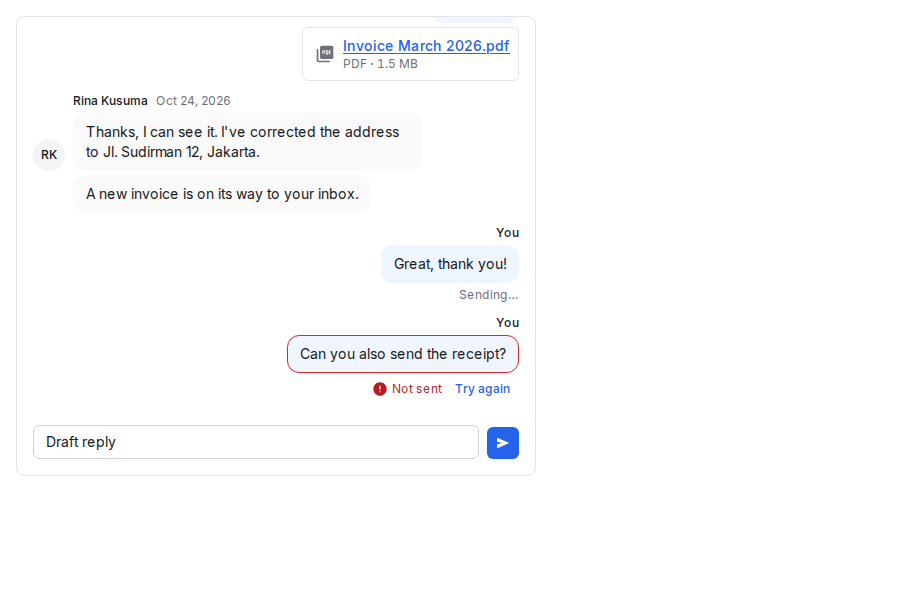 Invoice March 2026.pdf
PDF · 1.5 MB
Rina Kusuma Oct 24, 2026
Thanks, I can see it. I've corrected the address
to Jl. Sudirman 12, Jakarta.
RK
A new invoice is on its way to your inbox.
You
Great, thank you!
Sending…
You
Can you also send the receipt?
Not sent Try again
Draft reply